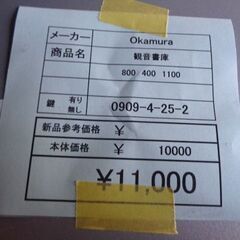 メーカー Okamura
商品名 観音書庫
800 400 1100
鍵 有り 無し 0909-4-25-2
新品参考価格 ¥
本体価格 ¥ 10000
¥11,000